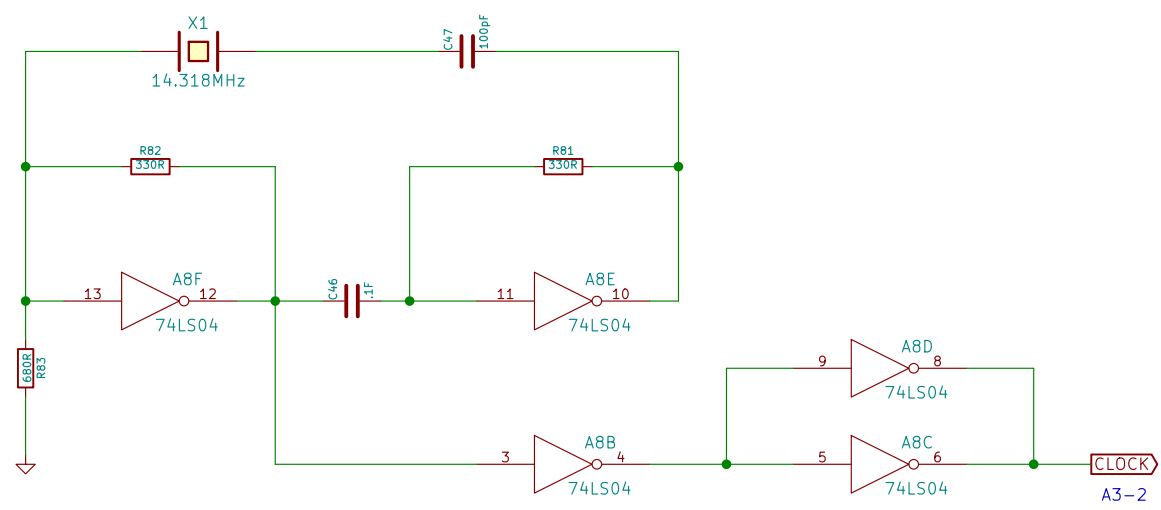 X1
14.318MHz
C47
100pF
R82
330R
R81
330R
A8F
13
12
74LS04
C46
.1F
A8E
11
10
74LS04
680R
R83
A8D
9
8
74LS04
A8B
3
4
74LS04
A8C
5
6
74LS04
CLOCK
A3-2